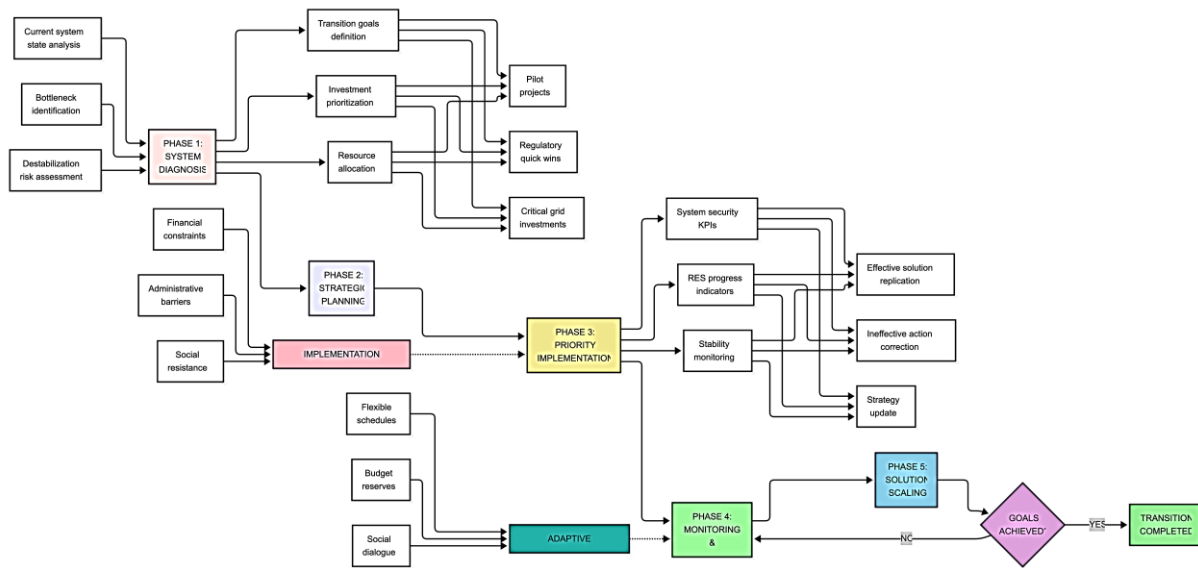 Current system
state analysis
Bottleneck
identification
Destabilization
risk assessment
PHASE 1:
SYSTEM
DIAGNOSIS
Transition goals
definition
Investment
prioritization
Resource
allocation
Pilot
projects
Regulatory
quick wins
Critical grid
investments
Financial
constraints
Administrative
barriers
Social
resistance
PHASE 2:
STRATEGIC
PLANNING
IMPLEMENTATION
PHASE 3:
PRIORITY
IMPLEMENTATION
System security
KPIs
RES progress
indicators
Stability
monitoring
Effective solution
replication
Ineffective action
correction
Strategy
update
Flexible
schedules
Budget
reserves
Social
dialogue
ADAPTIVE
PHASE 4:
MONITORING
&
PHASE 5:
SOLUTION
SCALING
GOALS
ACHIEVED?
NO
YES
TRANSITION
COMPLETED